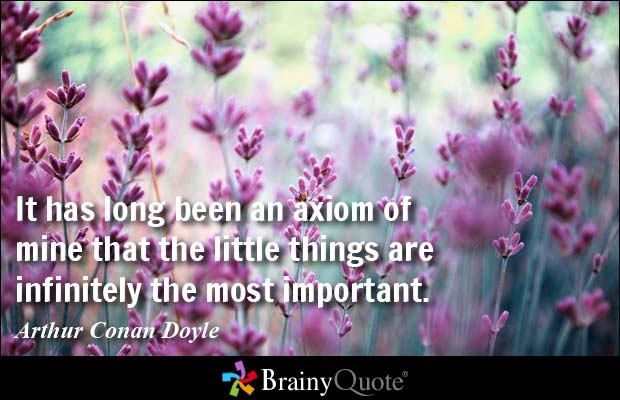 It has long been an axiom of
mine that the little things are
infinitely the most important.
Arthur Conan Doyle
BrainyQuote®